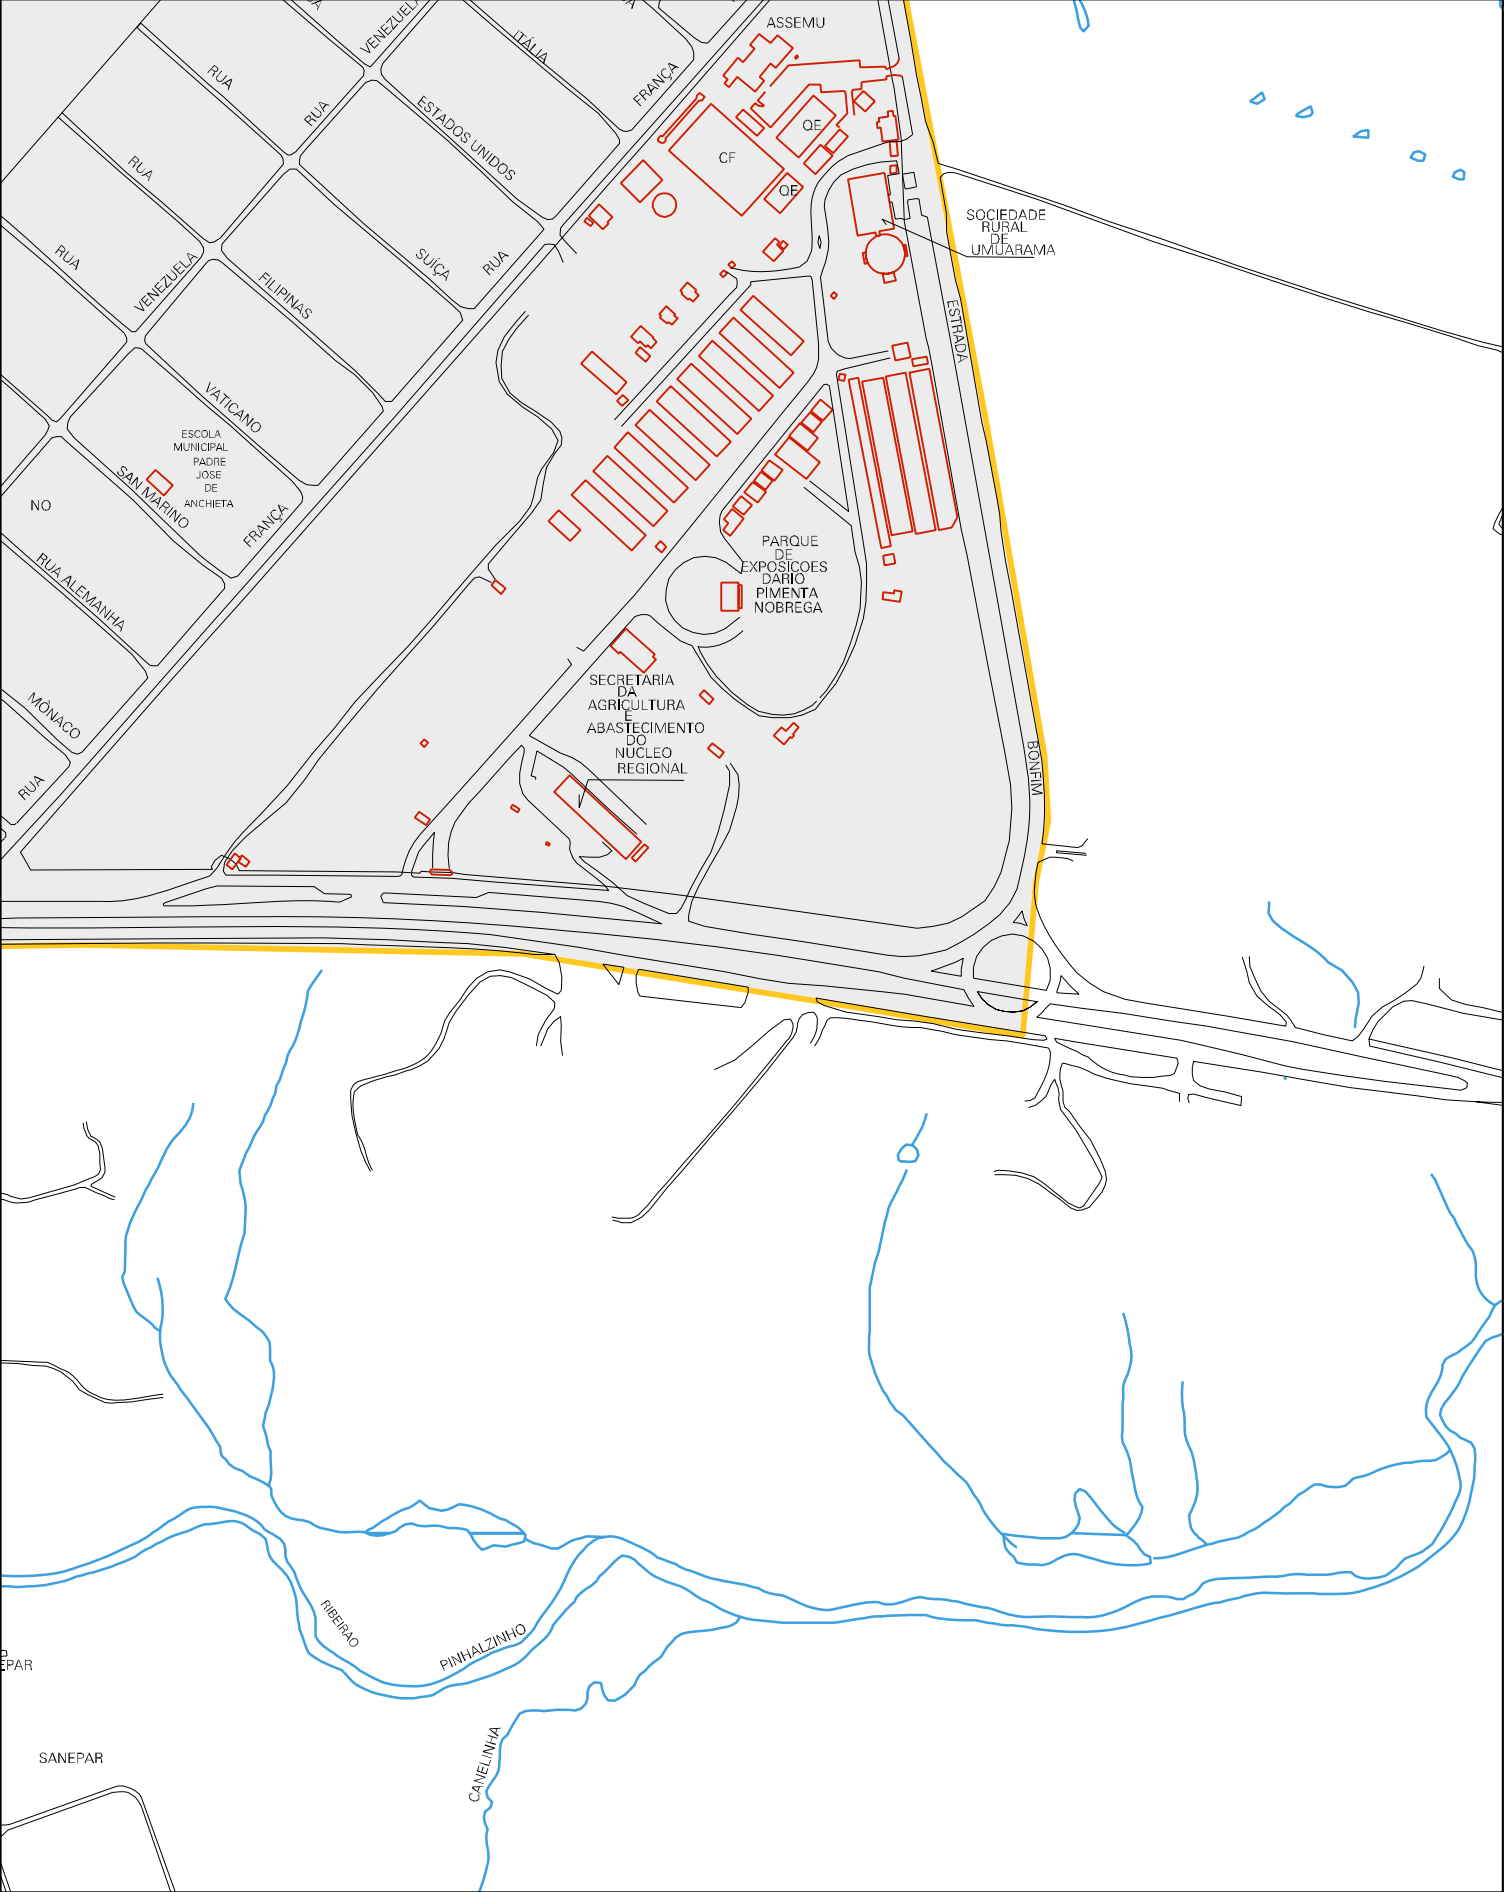 ASSEMU
VENEZUELA
ITÁLIA
RUA
FRANÇA
RUA
ESTADOS UNIDOS
QE
CF
QE
RUA
SOCIEDADE
RURAL
DE
UMUARAMA
RUA
VENEZUELA
SUÍÇA
RUA
FILIPINAS
ESTRADA
VATICANO
ESCOLA
MUNICIPAL
PADRE
JOSE
DE
ANCHIETA
SAN MARINO
NO
FRANÇA
PARQUE
DE
EXPOSICOES
DARIO
PIMENTA
NOBREGA
RUA ALEMANHA
SECRETARIA
DA
AGRICULTURA
E
ABASTECIMENTO
DO
NUCLEO
REGIONAL
MÔNACO
RUA
BONFIM
RIBEIRAO
PINHALZINHO
EPAR
SANEPAR
CANELINHA